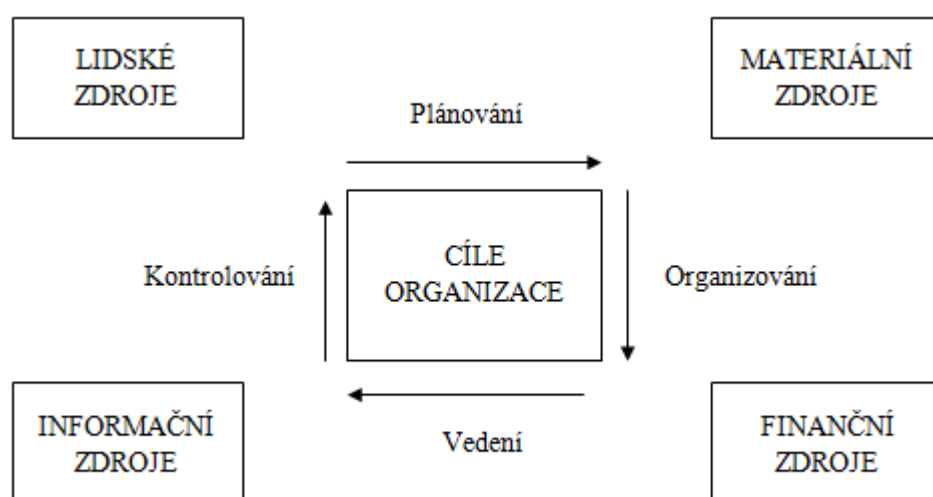 LIDSKÉ
ZDROJE
MATERIÁLNÍ
ZDROJE
Plánování
Kontrolování
CÍLE
ORGANIZACE
Organizování
INFORMAČNÍ
ZDROJE
Vedení
FINANČNÍ
ZDROJE